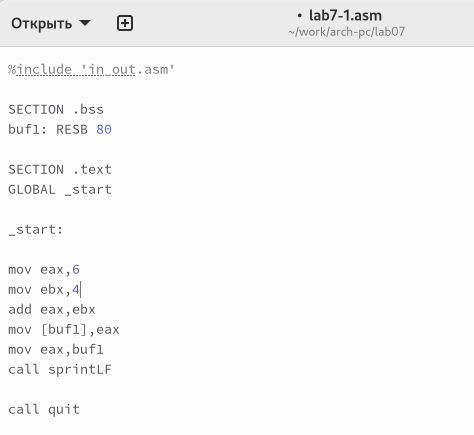 Открыть
• lab7-1.asm
~/work/arch-pc/lab07
%include 'in_out.asm'
SECTION .bss
buf1: RESB 80
SECTION .text
GLOBAL _start
_start:
mov eax,6
mov ebx,4
add eax,ebx
mov [buf1],eax
mov eax,buf1
call sprintLF
call quit